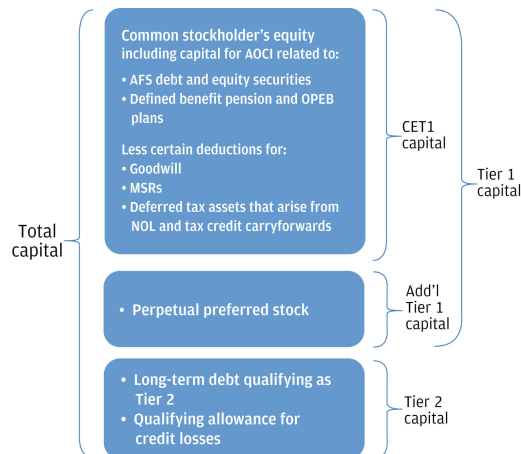 Common stockholder's equity
including capital for AOCI related to:
• AFS debt and equity securities
• Defined benefit pension and OPEB
plans
Less certain deductions for:
• Goodwill
• MSRs
• Deferred tax assets that arise from
NOL and tax credit carryforwards
CET1
capital
Tier 1
capital
Total
capital
• Perpetual preferred stock
Add'l
Tier 1
capital
• Long-term debt qualifying as
Tier 2
• Qualifying allowance for
credit losses
Tier 2
capital